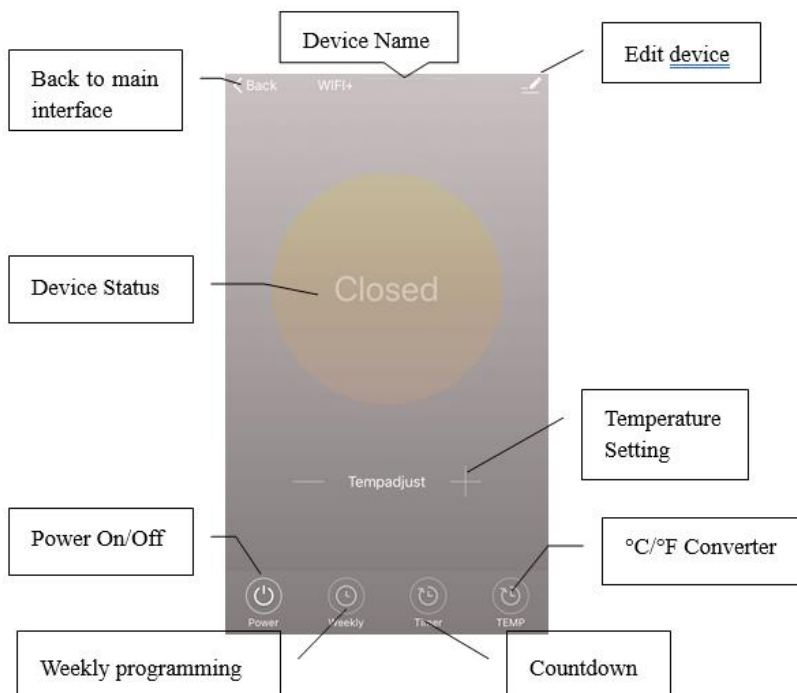 Device Name
Edit device
Back to main
interface
Back
WIFI+
Device Status
Closed
Temperature
Setting
Tempadjust
Power On/Off
°C/°F Converter
Power
Weekly
Timer
TEMP
Weekly programming
Countdown